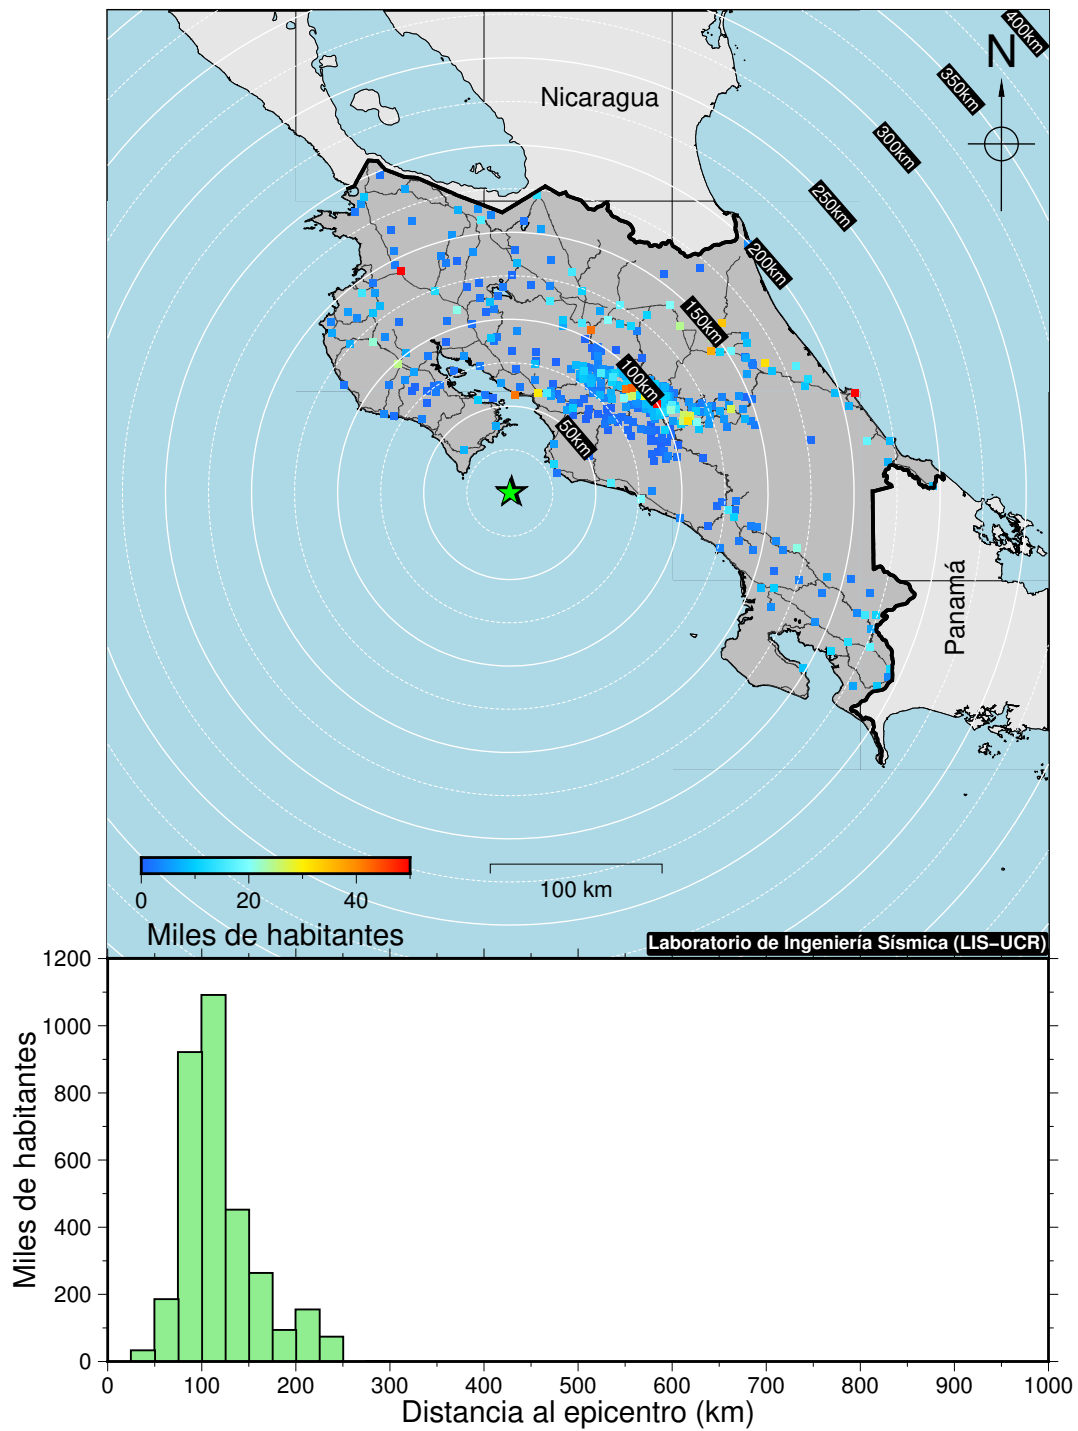 400km
N
350km
Nicaragua
300km
250km
200km
150km
100km
50km
Panamá
0
20
40
100 km
Miles de habitantes
Laboratorio de Ingeniería Sísmica (LIS–UCR)
1200
1000
800
600
400
200
0
Miles de habitantes
0 100 200 300 400 500 600 700 800 900 1000
Distancia al epicentro (km)